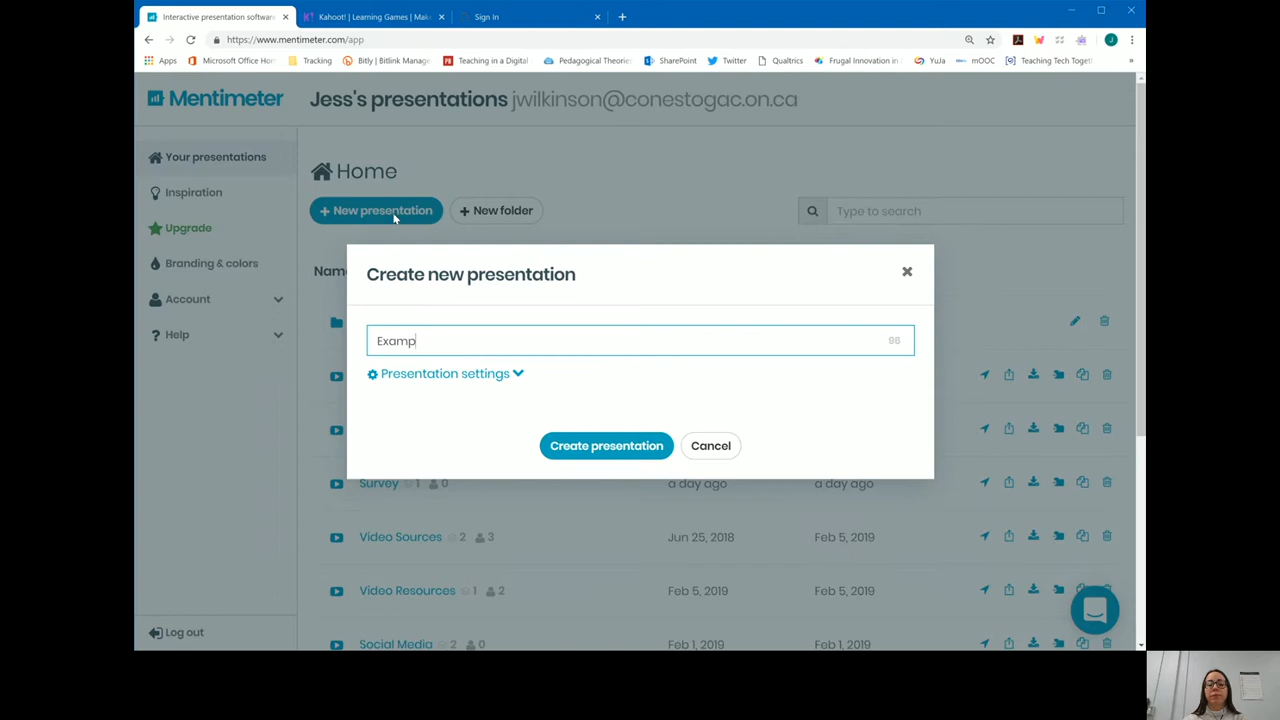 Interactive presentation software
Kahoot! | Learning Games | Make
Sign In
https://www.mentimeter.com/app
Apps
Microsoft Office Hom
Tracking
Bitly | Bitlink Manage
Teaching in a Digital
Pedagogical Theories
SharePoint
Twitter
Qualtrics
Frugal Innovation in
YuJa
mOOC
Teaching Tech Togeth
»
Mentimeter
Jess's presentations jwilkinson@conestogac.on.ca
Your presentations
Inspiration
Upgrade
Branding & colors
Account
Help
Log out
Home
+ New presentation
+ New folder
Type to search
Name
Create new presentation
Examp
96
Presentation settings
Create presentation
Cancel
Survey 1 0 a day ago a day ago
Video Sources 2 3 Jun 25, 2018 Feb 5, 2019
Video Resources 1 2 Feb 5, 2019 Feb 5, 2019
Social Media 2 0 Feb 1, 2019 Feb 1, 2019